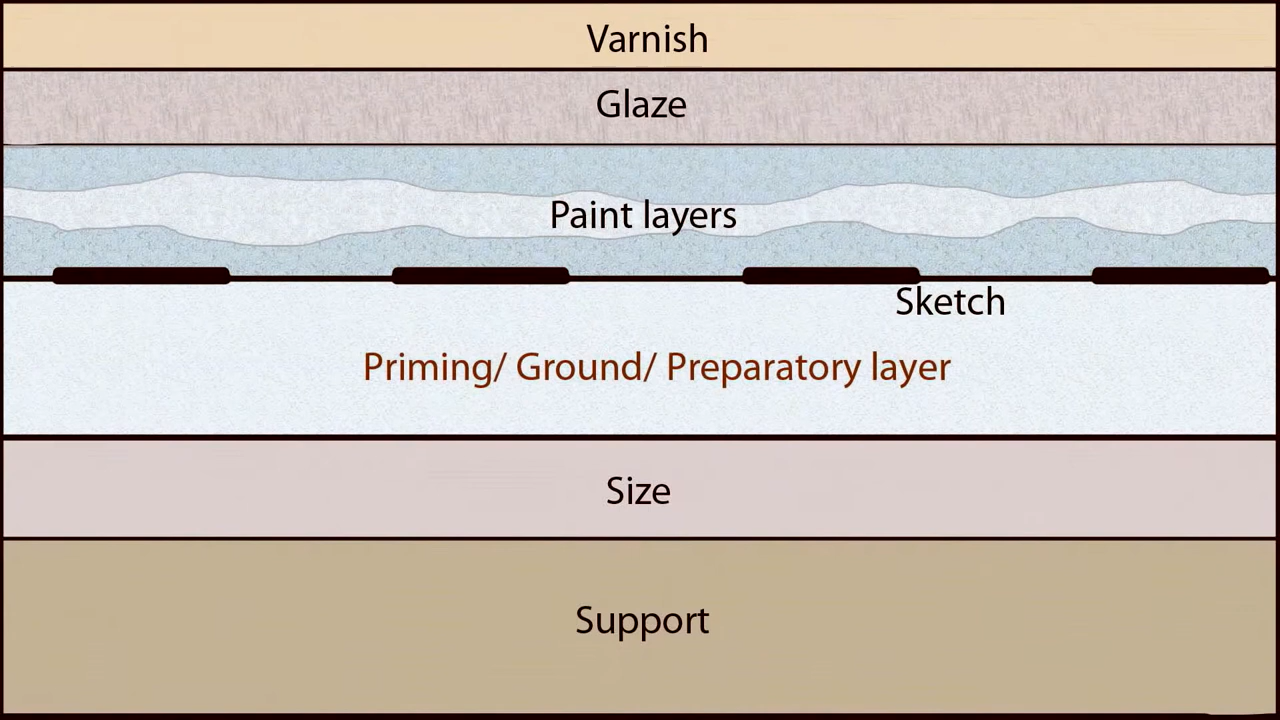 Varnish
Glaze
Paint layers
Sketch
Priming/ Ground/ Preparatory layer
Size
Support